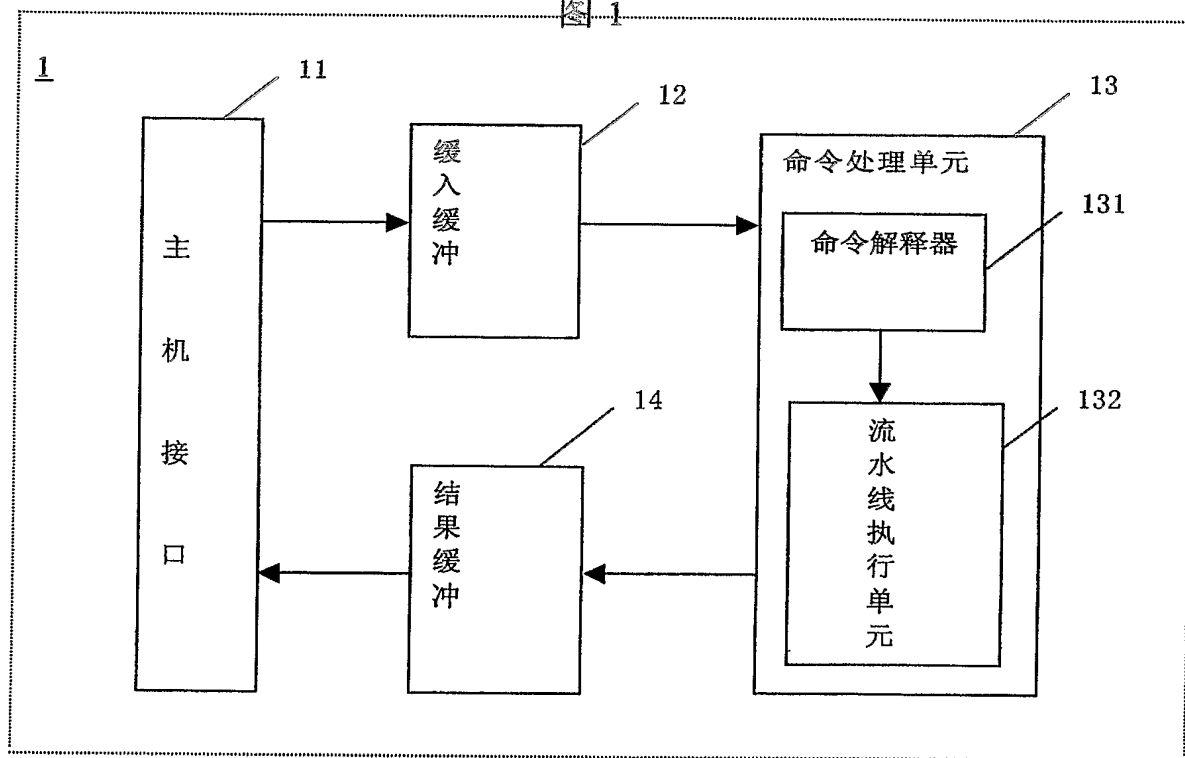 图 1
1
11
12
13
主机接口
缓入缓冲
命令处理单元
131
命令解释器
14
132
结果缓冲
流水线执行单元